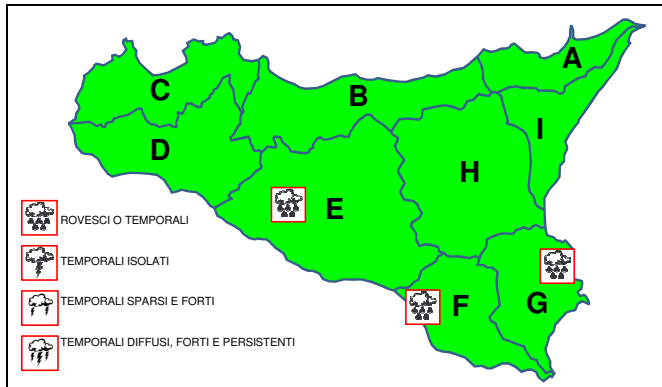 A
C
B
I
D
H
E
ROVESCI O TEMPORALI
TEMPORALI ISOLATI
F
G
TEMPORALI SPARSI E FORTI
TEMPORALI DIFFUSI, FORTI E PERSISTENTI